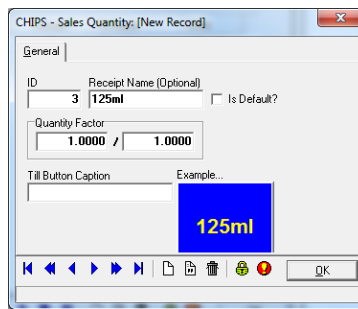 CHIPS - Sales Quantity: [New Record]
General
ID Receipt Name (Optional)
3 125ml Is Default?
Quantity Factor
1.0000 / 1.0000
Till Button Caption Example...
125ml
OK